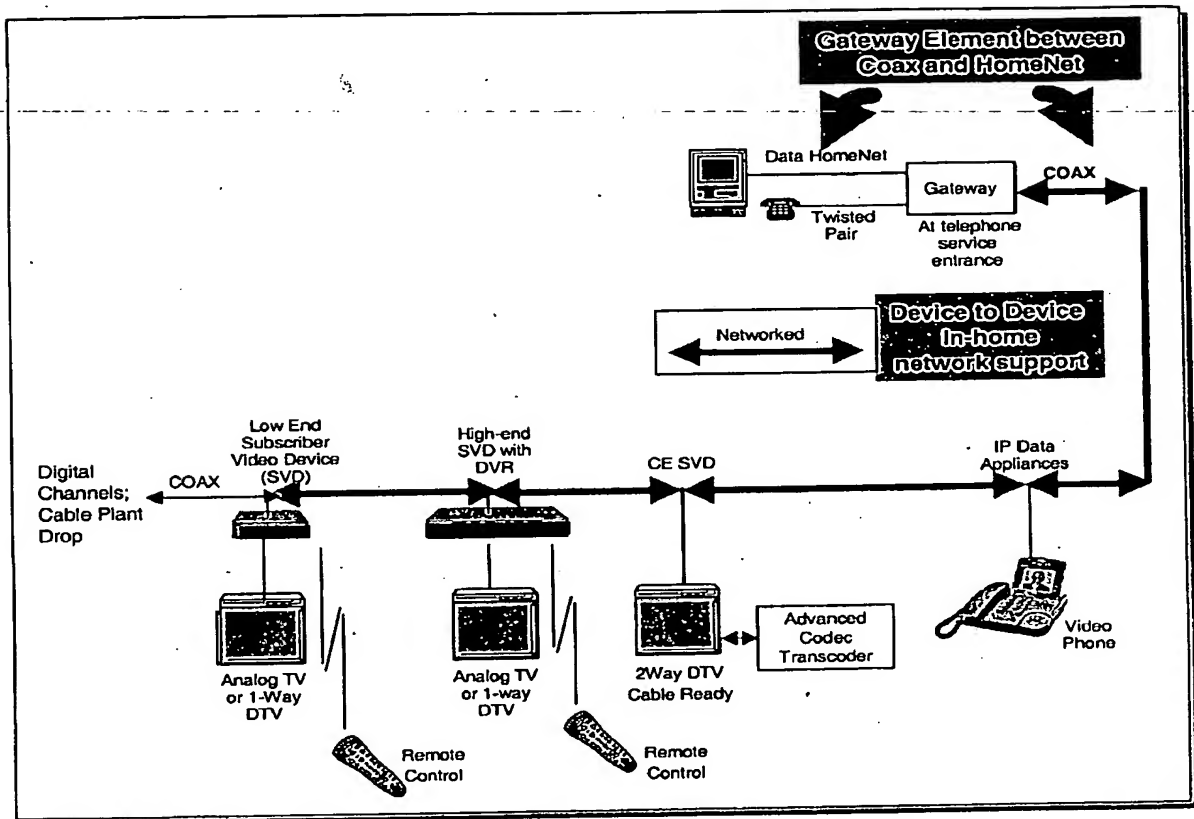 Gateway Element between
Coax and HomeNet
Data HomeNet
COAX
Gateway
Twisted
Pair
At telephone
service
entrance
Networked
Device to Device
In-home
network support
Low End
Subscriber
Video Device
(SVD)
High-end
SVD with
DVR
CE SVD
IP Data
Appliances
Digital
Channels;
Cable Plant
Drop
COAX
Analog TV
or 1-Way
DTV
Analog TV
or 1-way
DTV
2Way DTV
Cable Ready
Advanced
Codec
Transcoder
Video
Phone
Remote
Control
Remote
Control